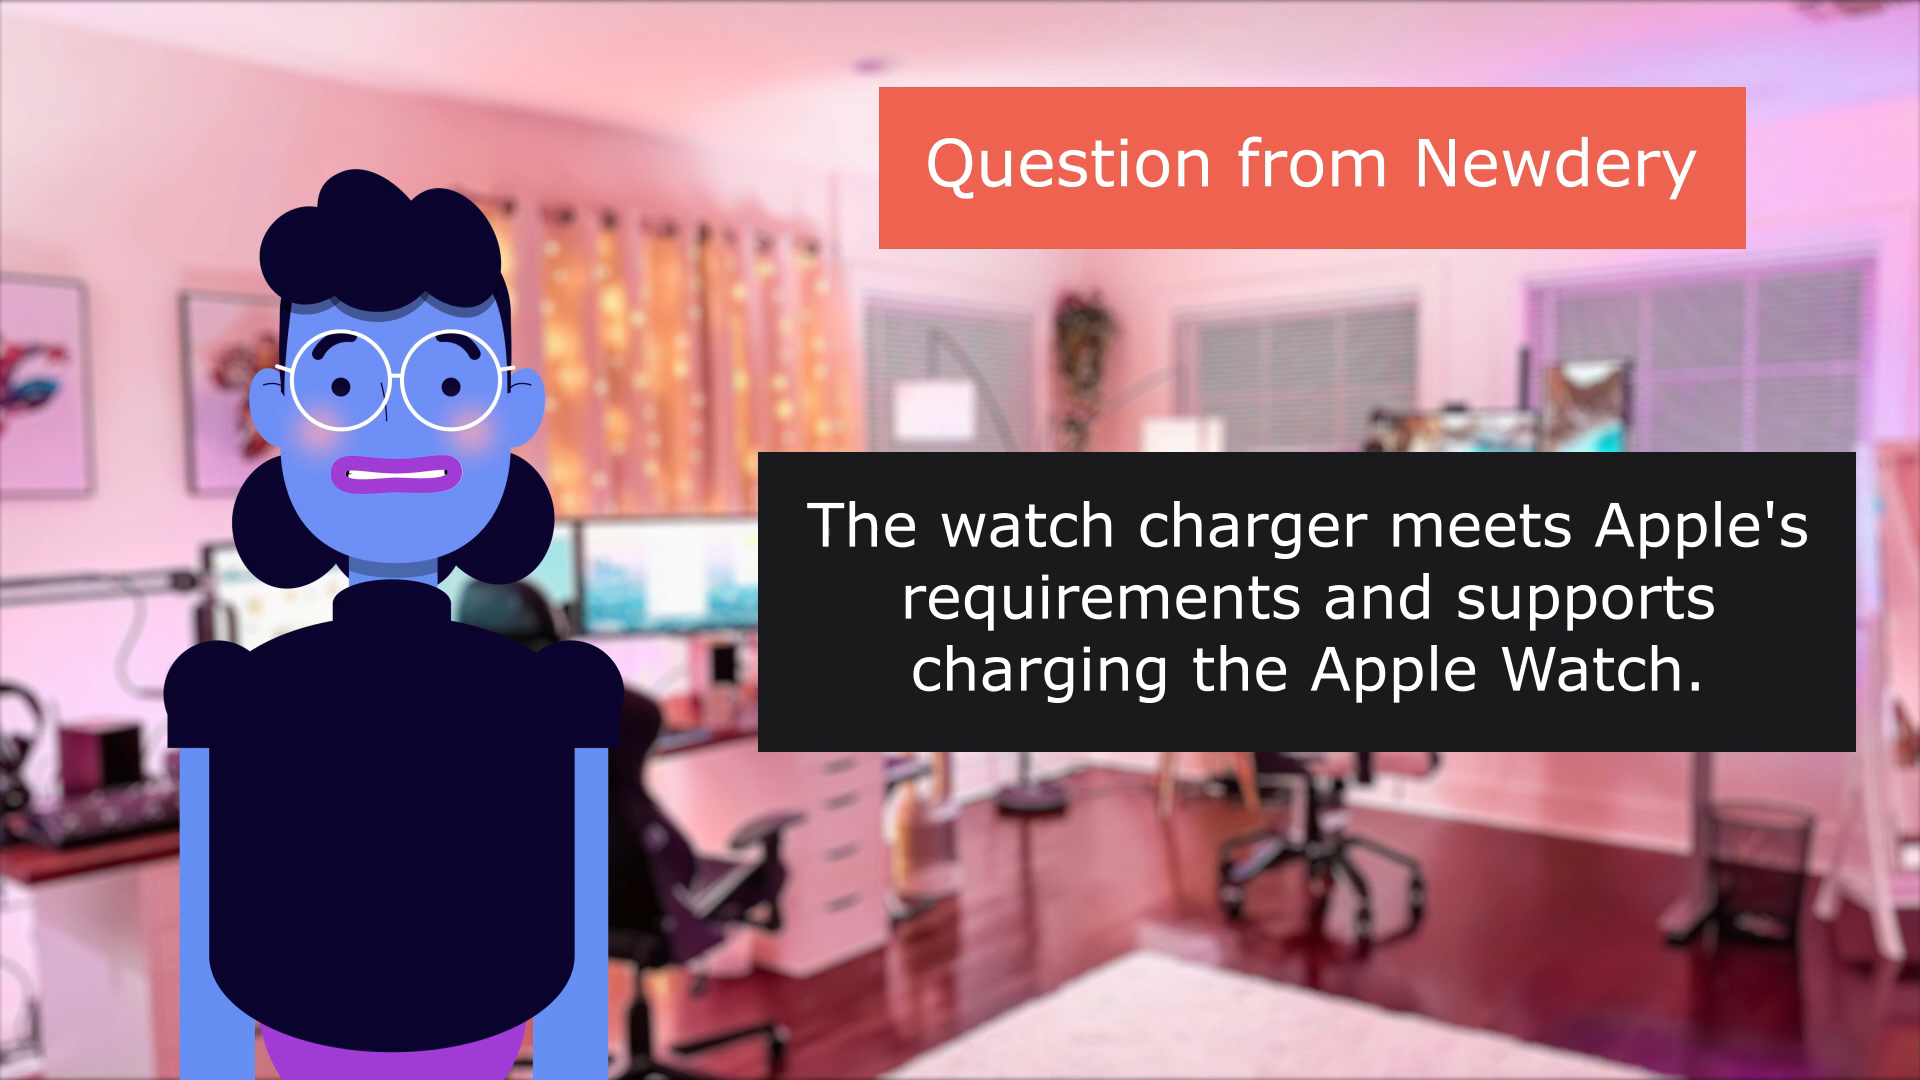 Question from Newdery
The watch charger meets Apple's
requirements and supports
charging the Apple Watch.